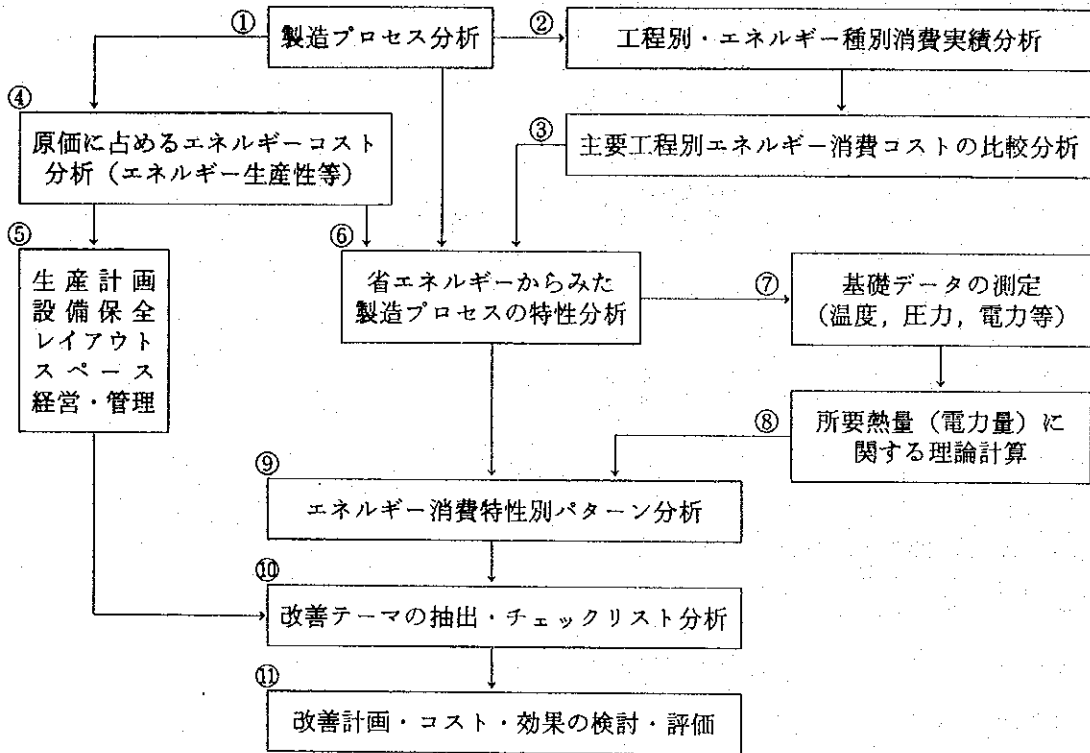 ①
製造プロセス分析
②
工程別・エネルギー種別消費実績分析
③
主要工程別エネルギー消費コストの比較分析
④
原価に占めるエネルギーコスト
分析（エネルギー生産性等）
⑤
生産計画
設備保全
レイアウト
スペース
経営・管理
⑥
省エネルギーからみた
製造プロセスの特性分析
⑦
基礎データの測定
（温度，圧力，電力等）
⑧
所要熱量（電力量）に
関する理論計算
⑨
エネルギー消費特性別パターン分析
⑩
改善テーマの抽出・チェックリスト分析
⑪
改善計画・コスト・効果の検討・評価